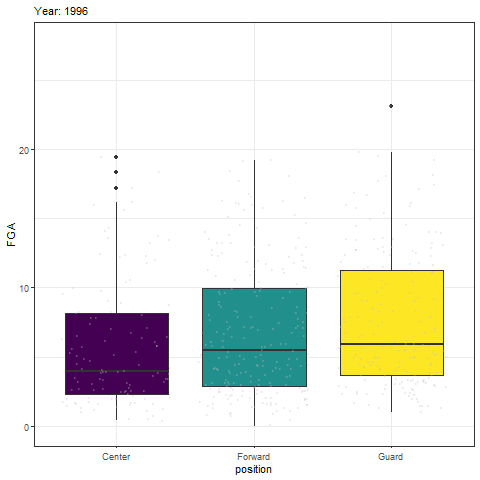 Year: 1996
FGA
20
10
0
Center Forward Guard
position